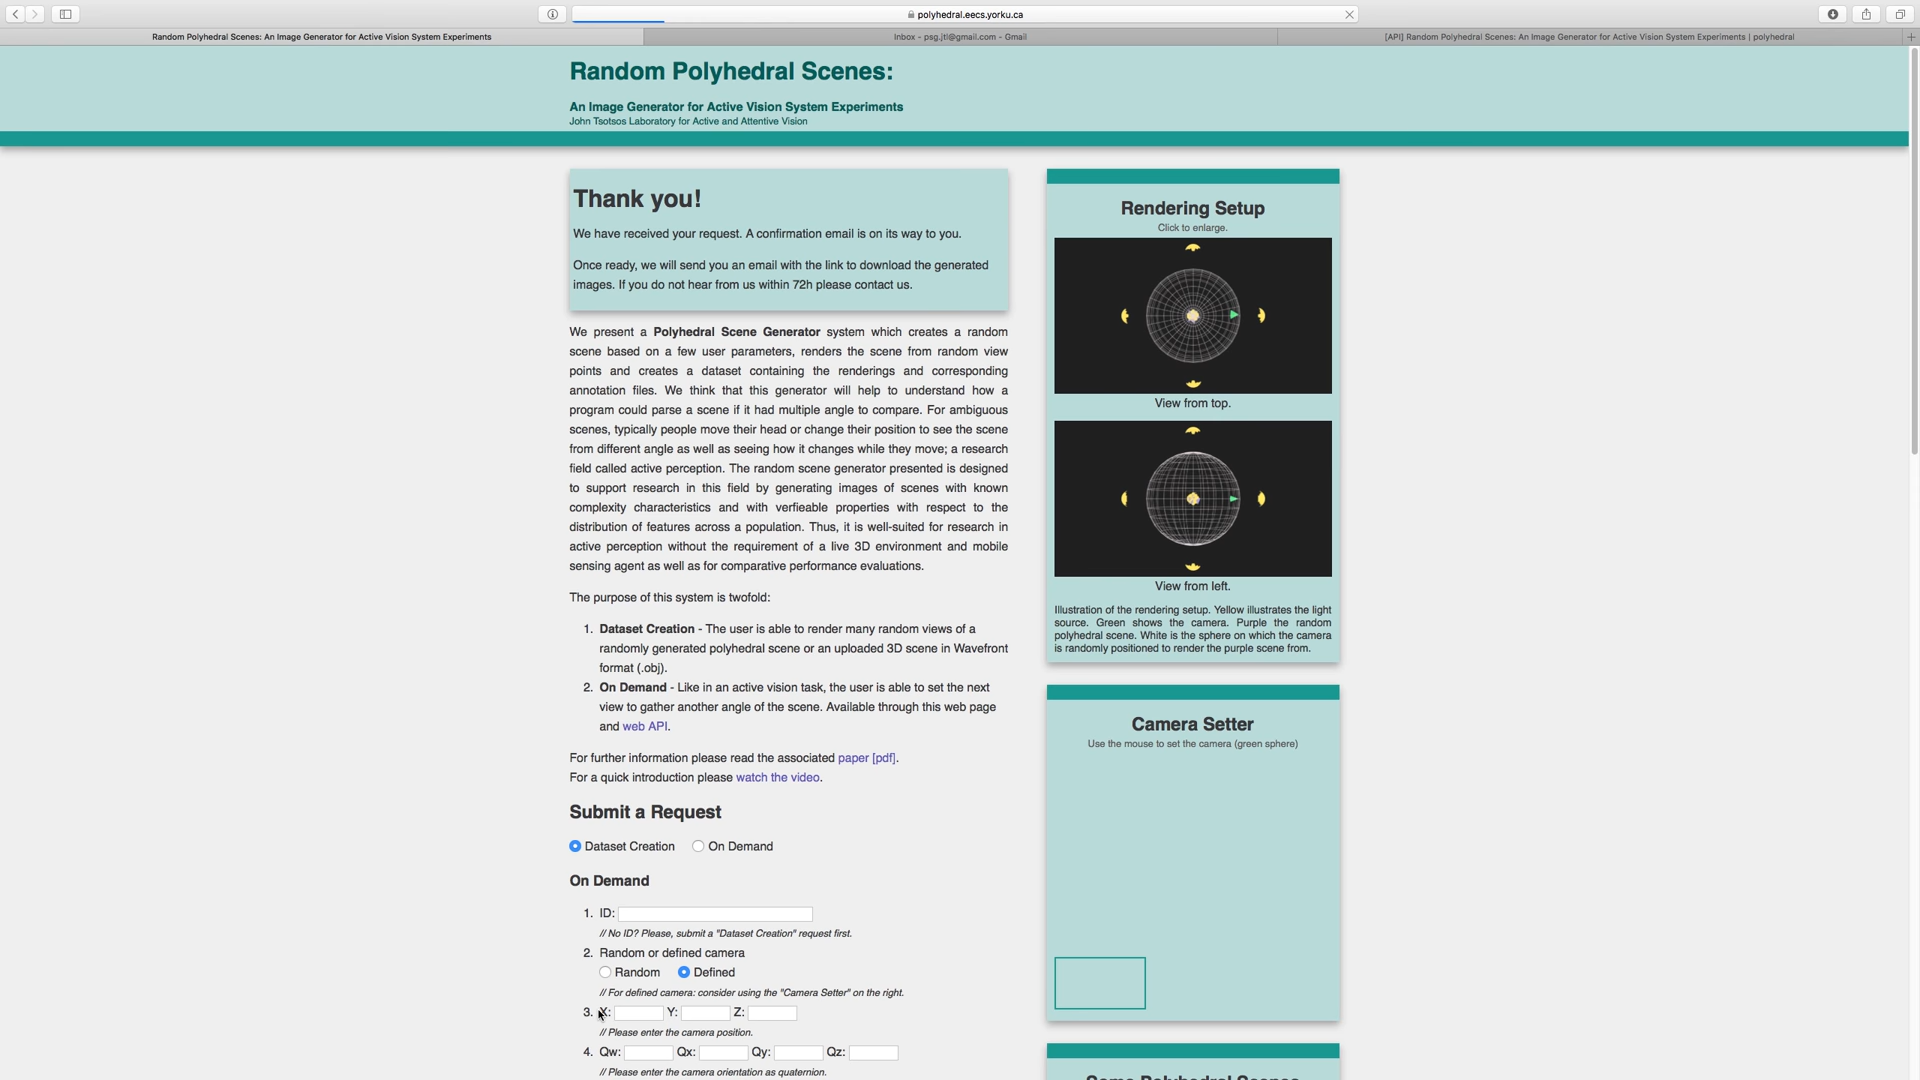 polyhedral.eecs.yorku.ca
Random Polyhedral Scenes: An Image Generator for Active Vision System Experiments
Inbox - psg.jtl@gmail.com - Gmail
[API] Random Polyhedral Scenes: An Image Generator for Active Vision System Experiments | polyhedral
Random Polyhedral Scenes:
An Image Generator for Active Vision System Experiments
John Tsotsos Laboratory for Active and Attentive Vision
Thank you!
We have received your request. A confirmation email is on its way to you.
Once ready, we will send you an email with the link to download the generated
images. If you do not hear from us within 72h please contact us.
We present a Polyhedral Scene Generator system which creates a random
scene based on a few user parameters, renders the scene from random view
points and creates a dataset containing the renderings and corresponding
annotation files. We think that this generator will help to understand how a
program could parse a scene if it had multiple angle to compare. For ambiguous
scenes, typically people move their head or change their position to see the scene
from different angle as well as seeing how it changes while they move; a research
field called active perception. The random scene generator presented is designed
to support research in this field by generating images of scenes with known
complexity characteristics and with verfieable properties with respect to the
distribution of features across a population. Thus, it is well-suited for research in
active perception without the requirement of a live 3D environment and mobile
sensing agent as well as for comparative performance evaluations.
The purpose of this system is twofold:
1. Dataset Creation - The user is able to render many random views of a
randomly generated polyhedral scene or an uploaded 3D scene in Wavefront
format (.obj).
2. On Demand - Like in an active vision task, the user is able to set the next
view to gather another angle of the scene. Available through this web page
and web API.
For further information please read the associated paper [pdf].
For a quick introduction please watch the video.
Submit a Request
Dataset Creation On Demand
On Demand
1. ID:
// No ID? Please, submit a "Dataset Creation" request first.
2. Random or defined camera
Random Defined
// For defined camera: consider using the "Camera Setter" on the right.
3. X: Y: Z:
// Please enter the camera position.
4. Qw: Qx: Qy: Qz:
// Please enter the camera orientation as quaternion.
Rendering Setup
Click to enlarge.
View from top.
View from left.
Illustration of the rendering setup. Yellow illustrates the light
source. Green shows the camera. Purple the random
polyhedral scene. White is the sphere on which the camera
is randomly positioned to render the purple scene from.
Camera Setter
Use the mouse to set the camera (green sphere)
Some Polyhedral Scenes